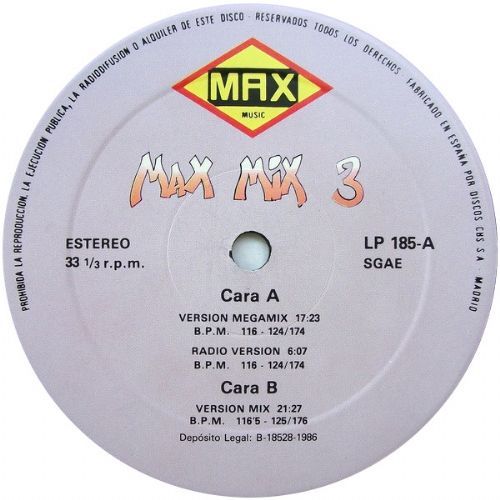 PROHIBIDA LA REPRODUCCION, LA EJECUCION PUBLICA, LA RADIODIFUSION O ALQUILER DE ESTE DISCO - RESERVADOS TODOS LOS DERECHOS. FABRICADO EN ESPAÑA POR DISCOS CBS S.A. MADRID
MAX
MUSIC
MAX MIX 3
ESTEREO
33 1/3 r.p.m.
LP 185-A
SGAE
Cara A
VERSION MEGAMIX 17:23
B.P.M. 116 - 124/174
RADIO VERSION 6:07
B.P.M. 116 - 124/174
Cara B
VERSION MIX 21:27
B.P.M. 116'5 - 125/176
Depósito Legal: B-18528-1986